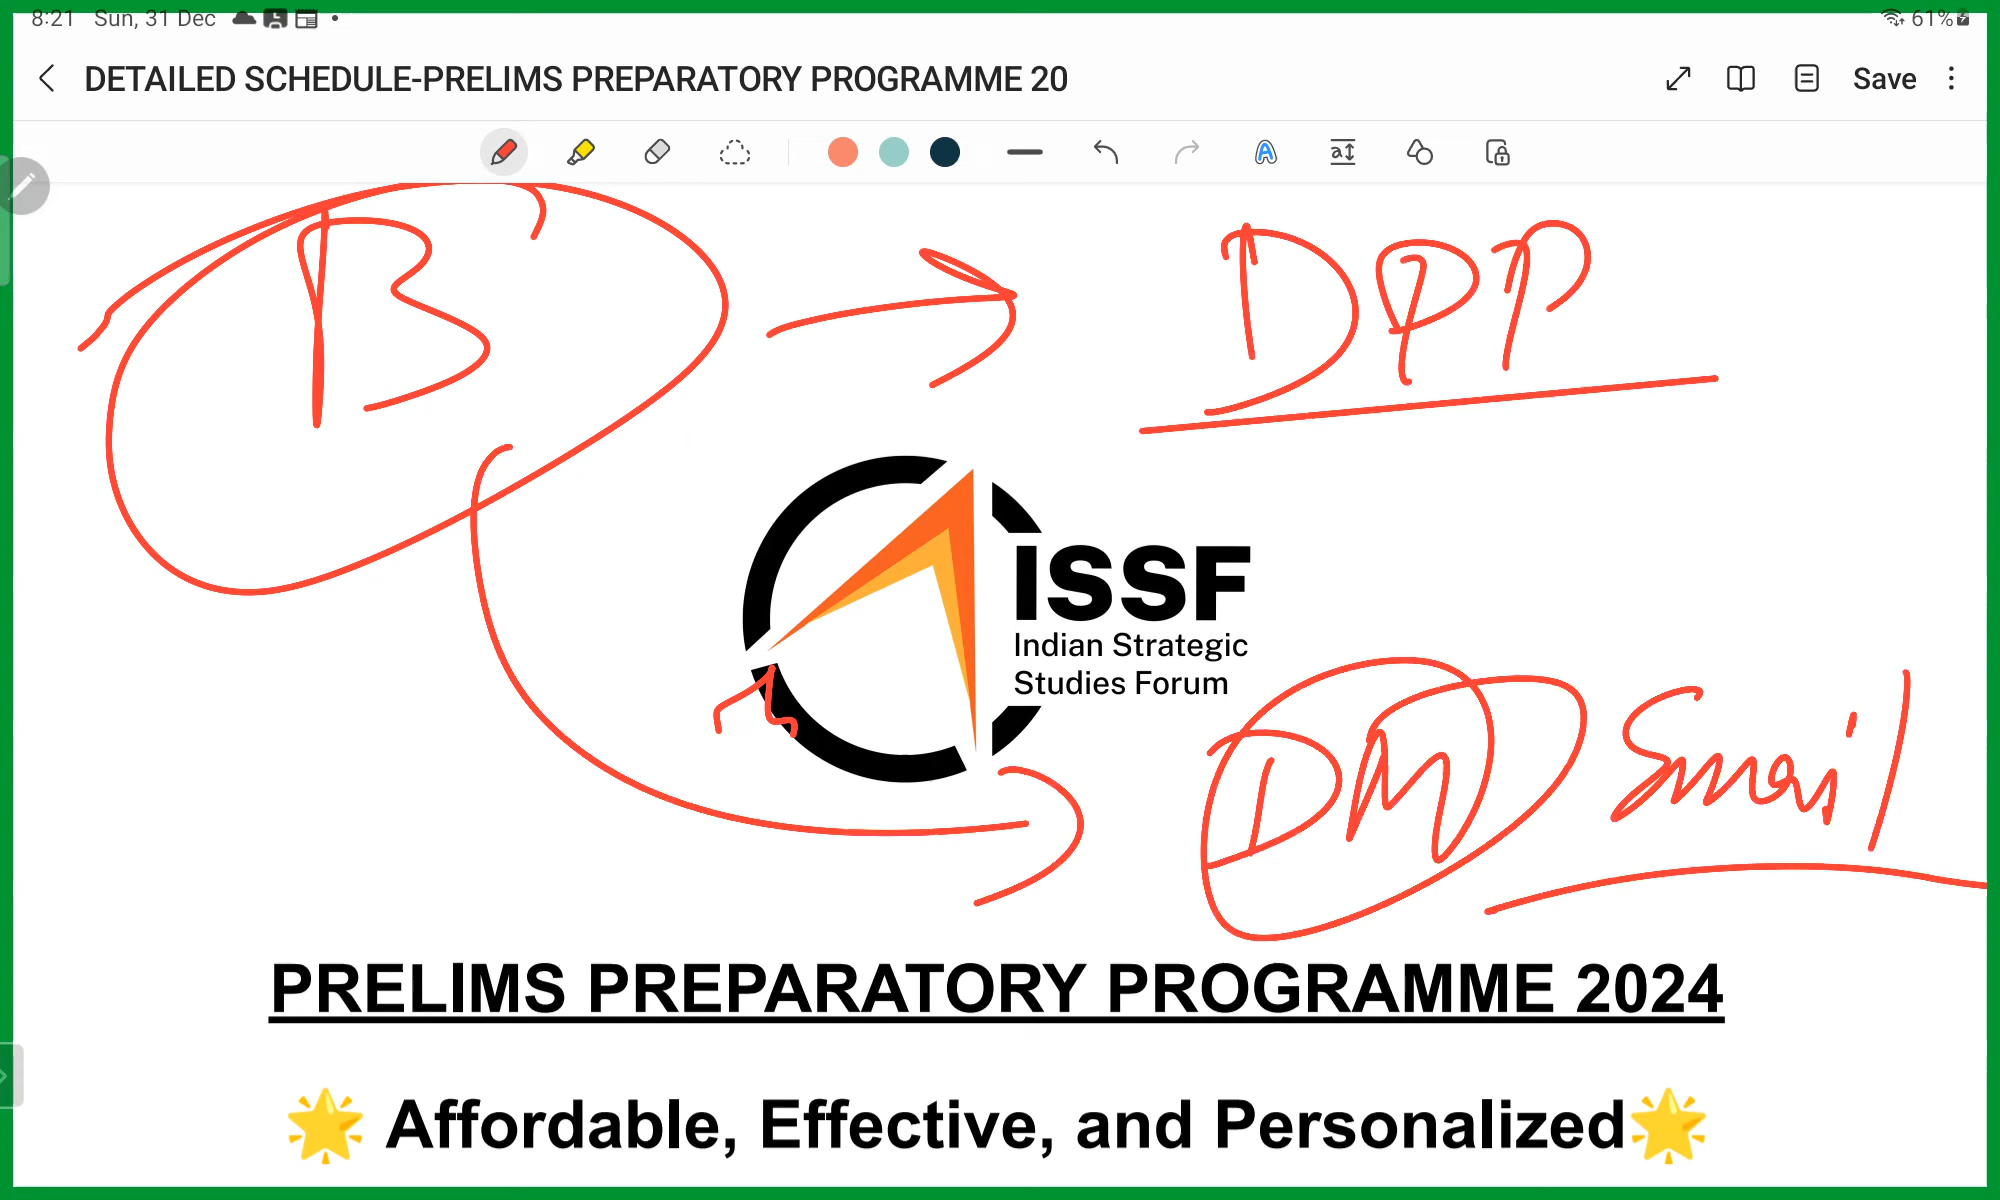 8:21 Sun, 31 Dec
61%
DETAILED SCHEDULE-PRELIMS PREPARATORY PROGRAMME 20
Save
B
DPP
ISSF
Indian Strategic
Studies Forum
DM Smail
PRELIMS PREPARATORY PROGRAMME 2024
🌟 Affordable, Effective, and Personalized🌟